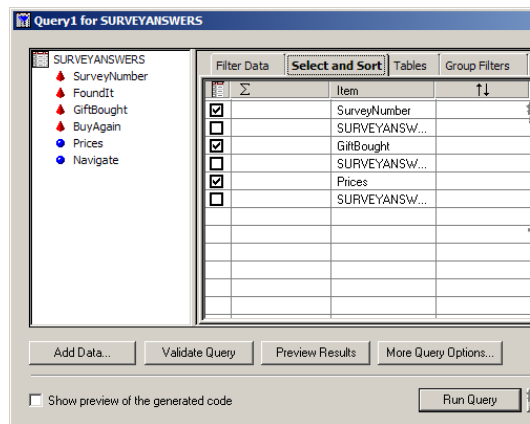 Query1 for SURVEYANSWERS
SURVEYANSWERS
SurveyNumber
FoundIt
GiftBought
BuyAgain
Prices
Navigate
Filter Data Select and Sort Tables Group Filters
Σ Item ↑↓
SurveyNumber
SURVEYANSW...
GiftBought
SURVEYANSW...
Prices
SURVEYANSW...
Add Data... Validate Query Preview Results More Query Options...
Show preview of the generated code Run Query